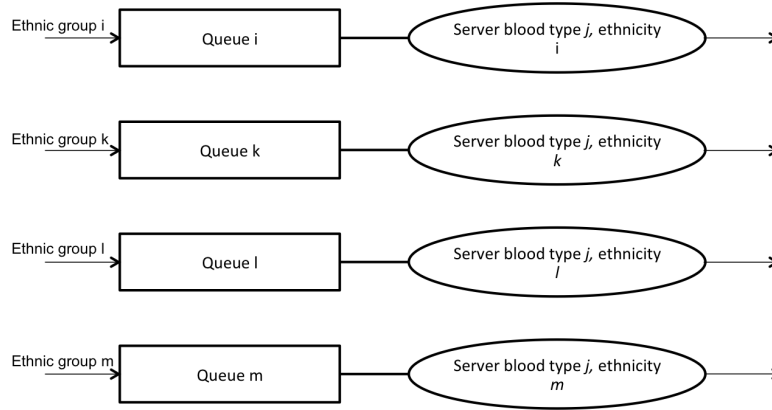 Ethnic group i
Queue i
Server blood type j, ethnicity
i
Ethnic group k
Queue k
Server blood type j, ethnicity
k
Ethnic group l
Queue l
Server blood type j, ethnicity
l
Ethnic group m
Queue m
Server blood type j, ethnicity
m